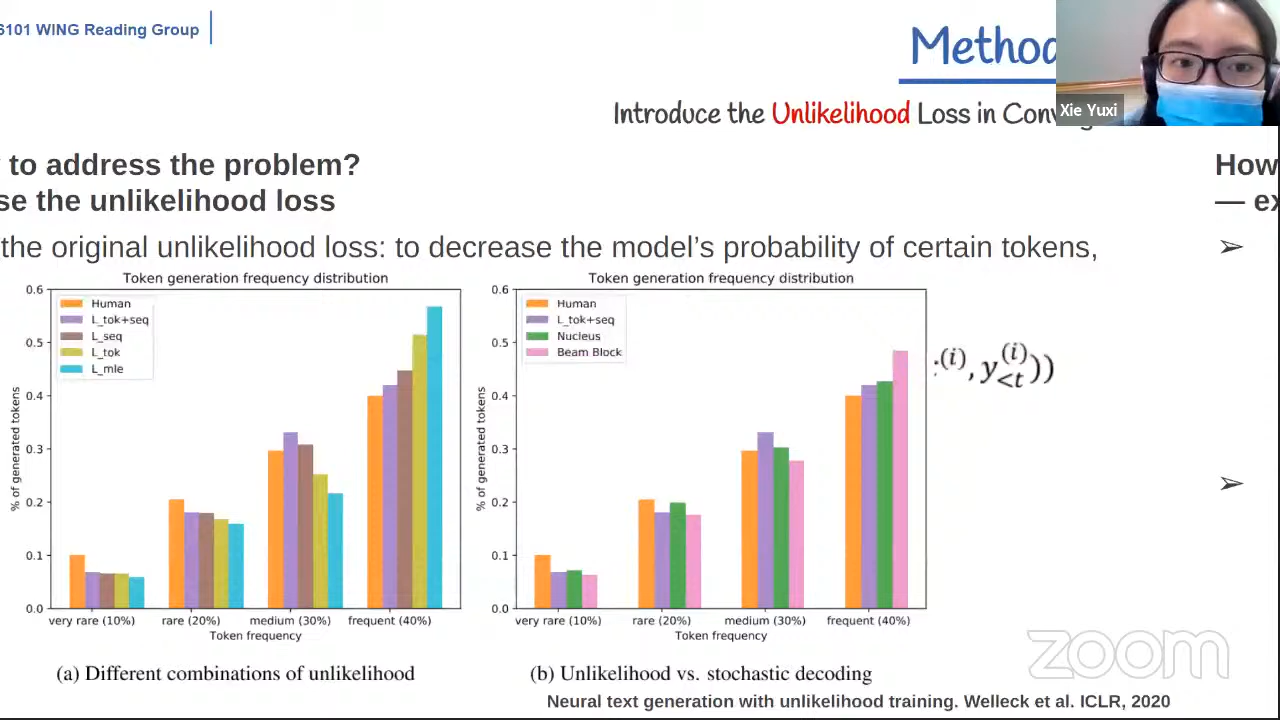 6101 WING Reading Group
Metho
Introduce the Unlikelihood Loss in Conv
Xie Yuxi
to address the problem?
se the unlikelihood loss
the original unlikelihood loss: to decrease the model's probability of certain tokens,
How
— ex
➢
Token generation frequency distribution
0.6
0.5
0.4
0.3
0.2
0.1
0.0
% of generated tokens
Human
L_tok+seq
L_seq
L_tok
L_mle
very rare (10%) rare (20%) medium (30%) frequent (40%)
Token frequency
(a) Different combinations of unlikelihood
Token generation frequency distribution
0.6
0.5
0.4
0.3
0.2
0.1
0.0
% of generated tokens
Human
L_tok+seq
Nucleus
Beam Block
very rare (10%) rare (20%) medium (30%) frequent (40%)
Token frequency
(b) Unlikelihood vs. stochastic decoding
(i), y(i)<t))
➢
zoom
Neural text generation with unlikelihood training. Welleck et al. ICLR, 2020